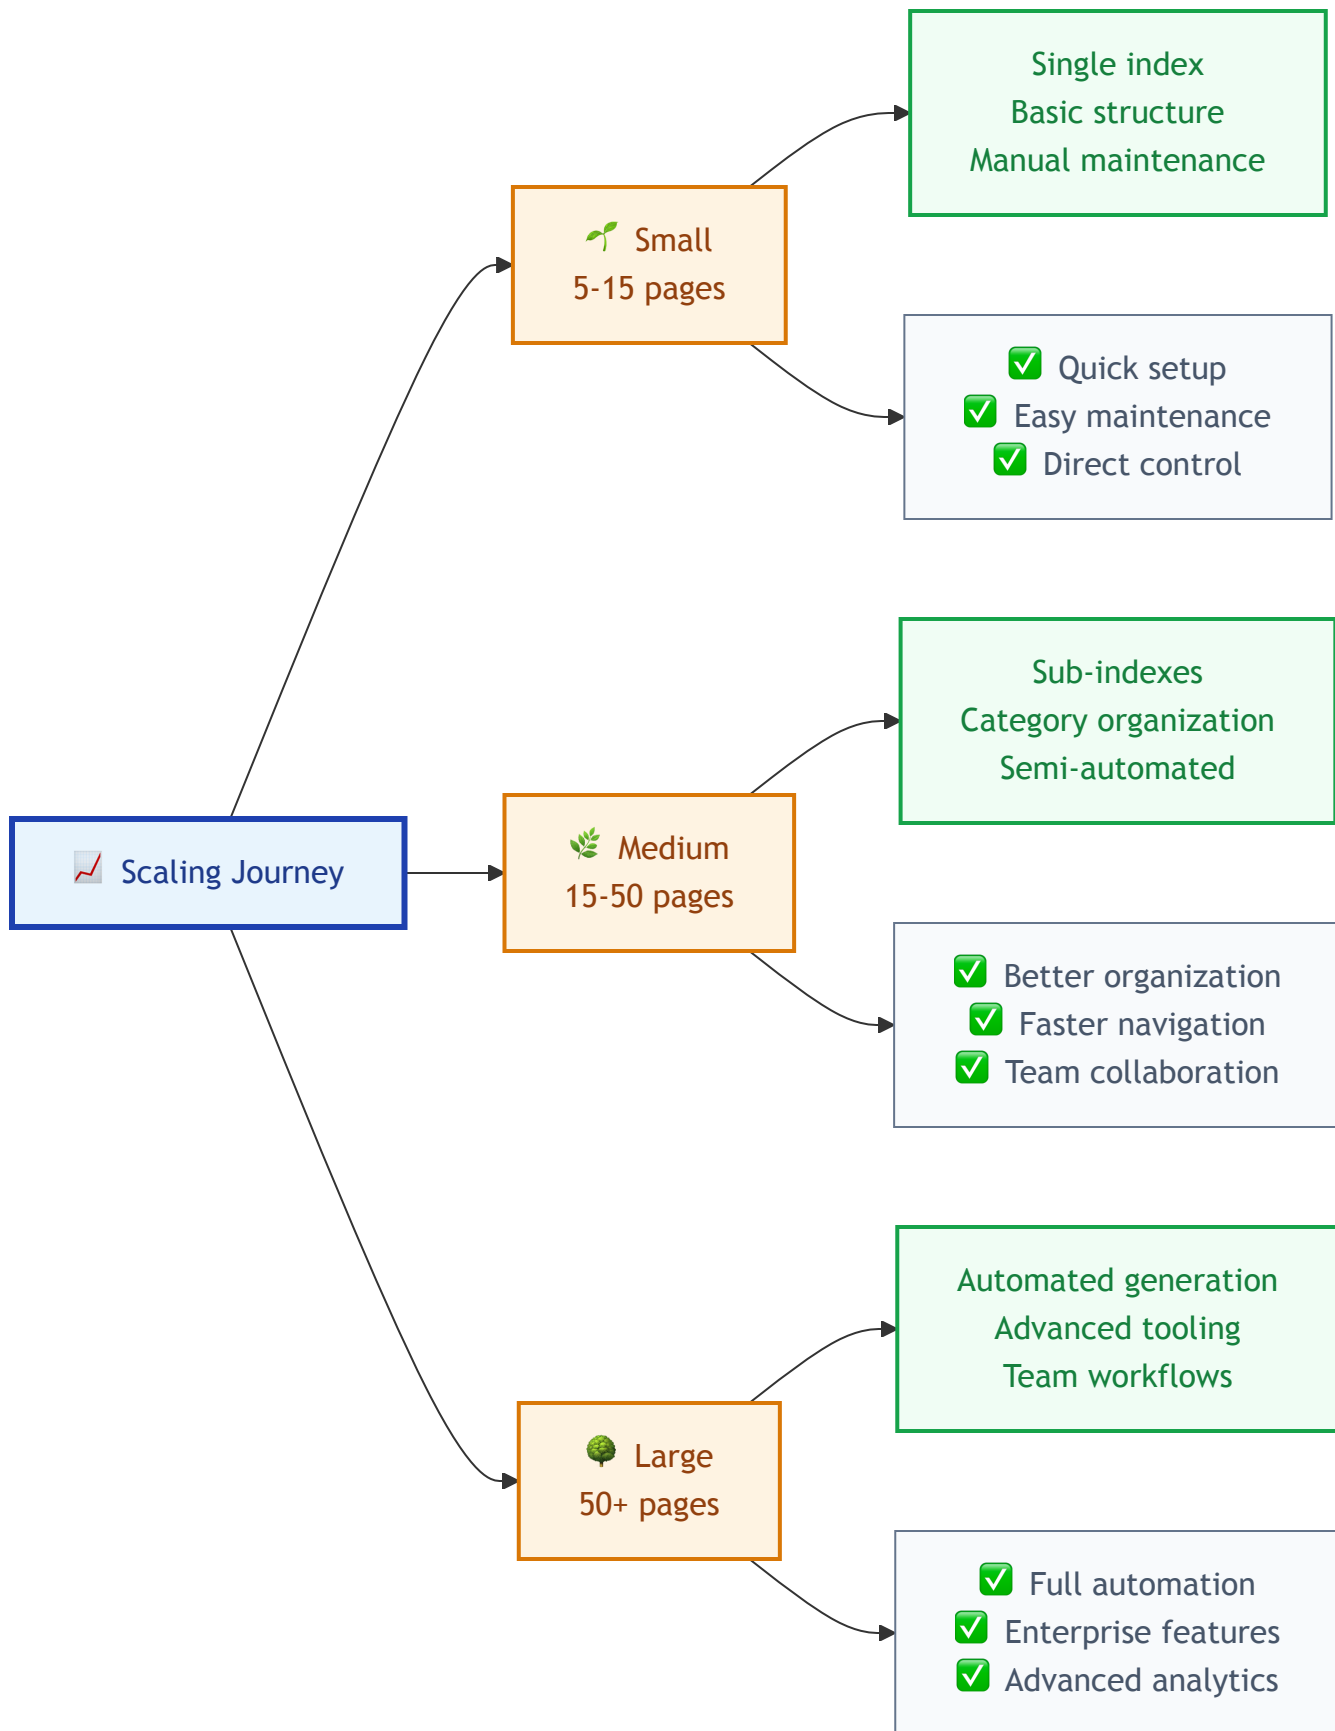 Single index
Basic structure
Manual maintenance
🌱 Small
5-15 pages
✅ Quick setup
✅ Easy maintenance
✅ Direct control
Sub-indexes
Category organization
Semi-automated
📈 Scaling Journey
🌿 Medium
15-50 pages
✅ Better organization
✅ Faster navigation
✅ Team collaboration
Automated generation
Advanced tooling
Team workflows
🌳 Large
50+ pages
✅ Full automation
✅ Enterprise features
✅ Advanced analytics